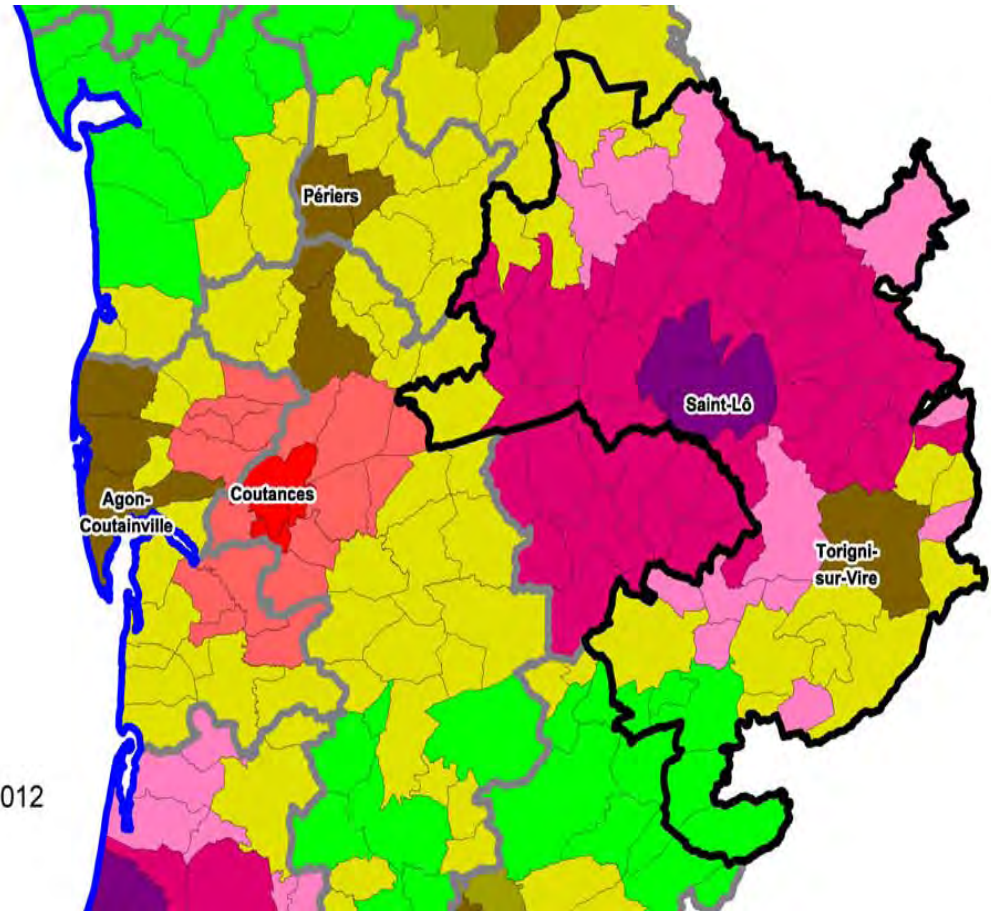 Périers
Saint-Lô
Agon-
Coutainville
Coutances
Torigni-
sur-Vire
012